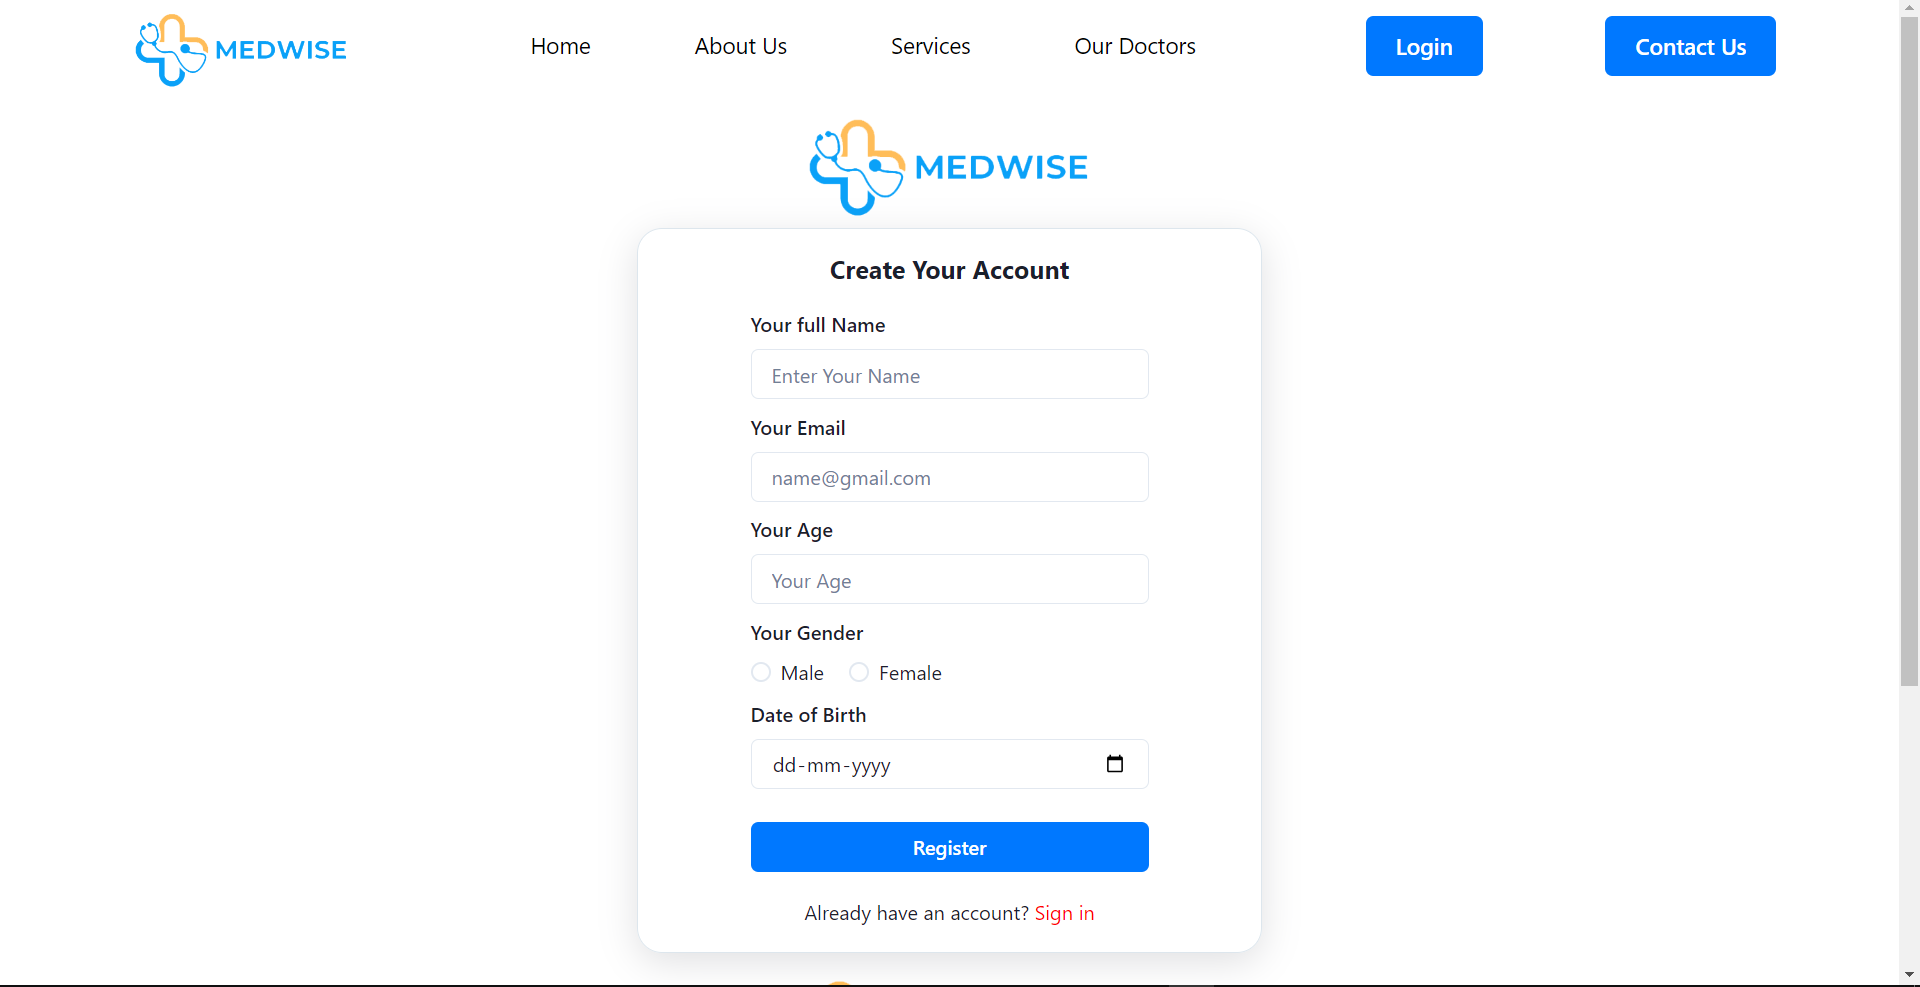 MEDWISE Home About Us Services Our Doctors Login Contact Us
MEDWISE
Create Your Account
Your full Name
Enter Your Name
Your Email
name@gmail.com
Your Age
Your Age
Your Gender
Male Female
Date of Birth
dd-mm-yyyy
Register
Already have an account? Sign in